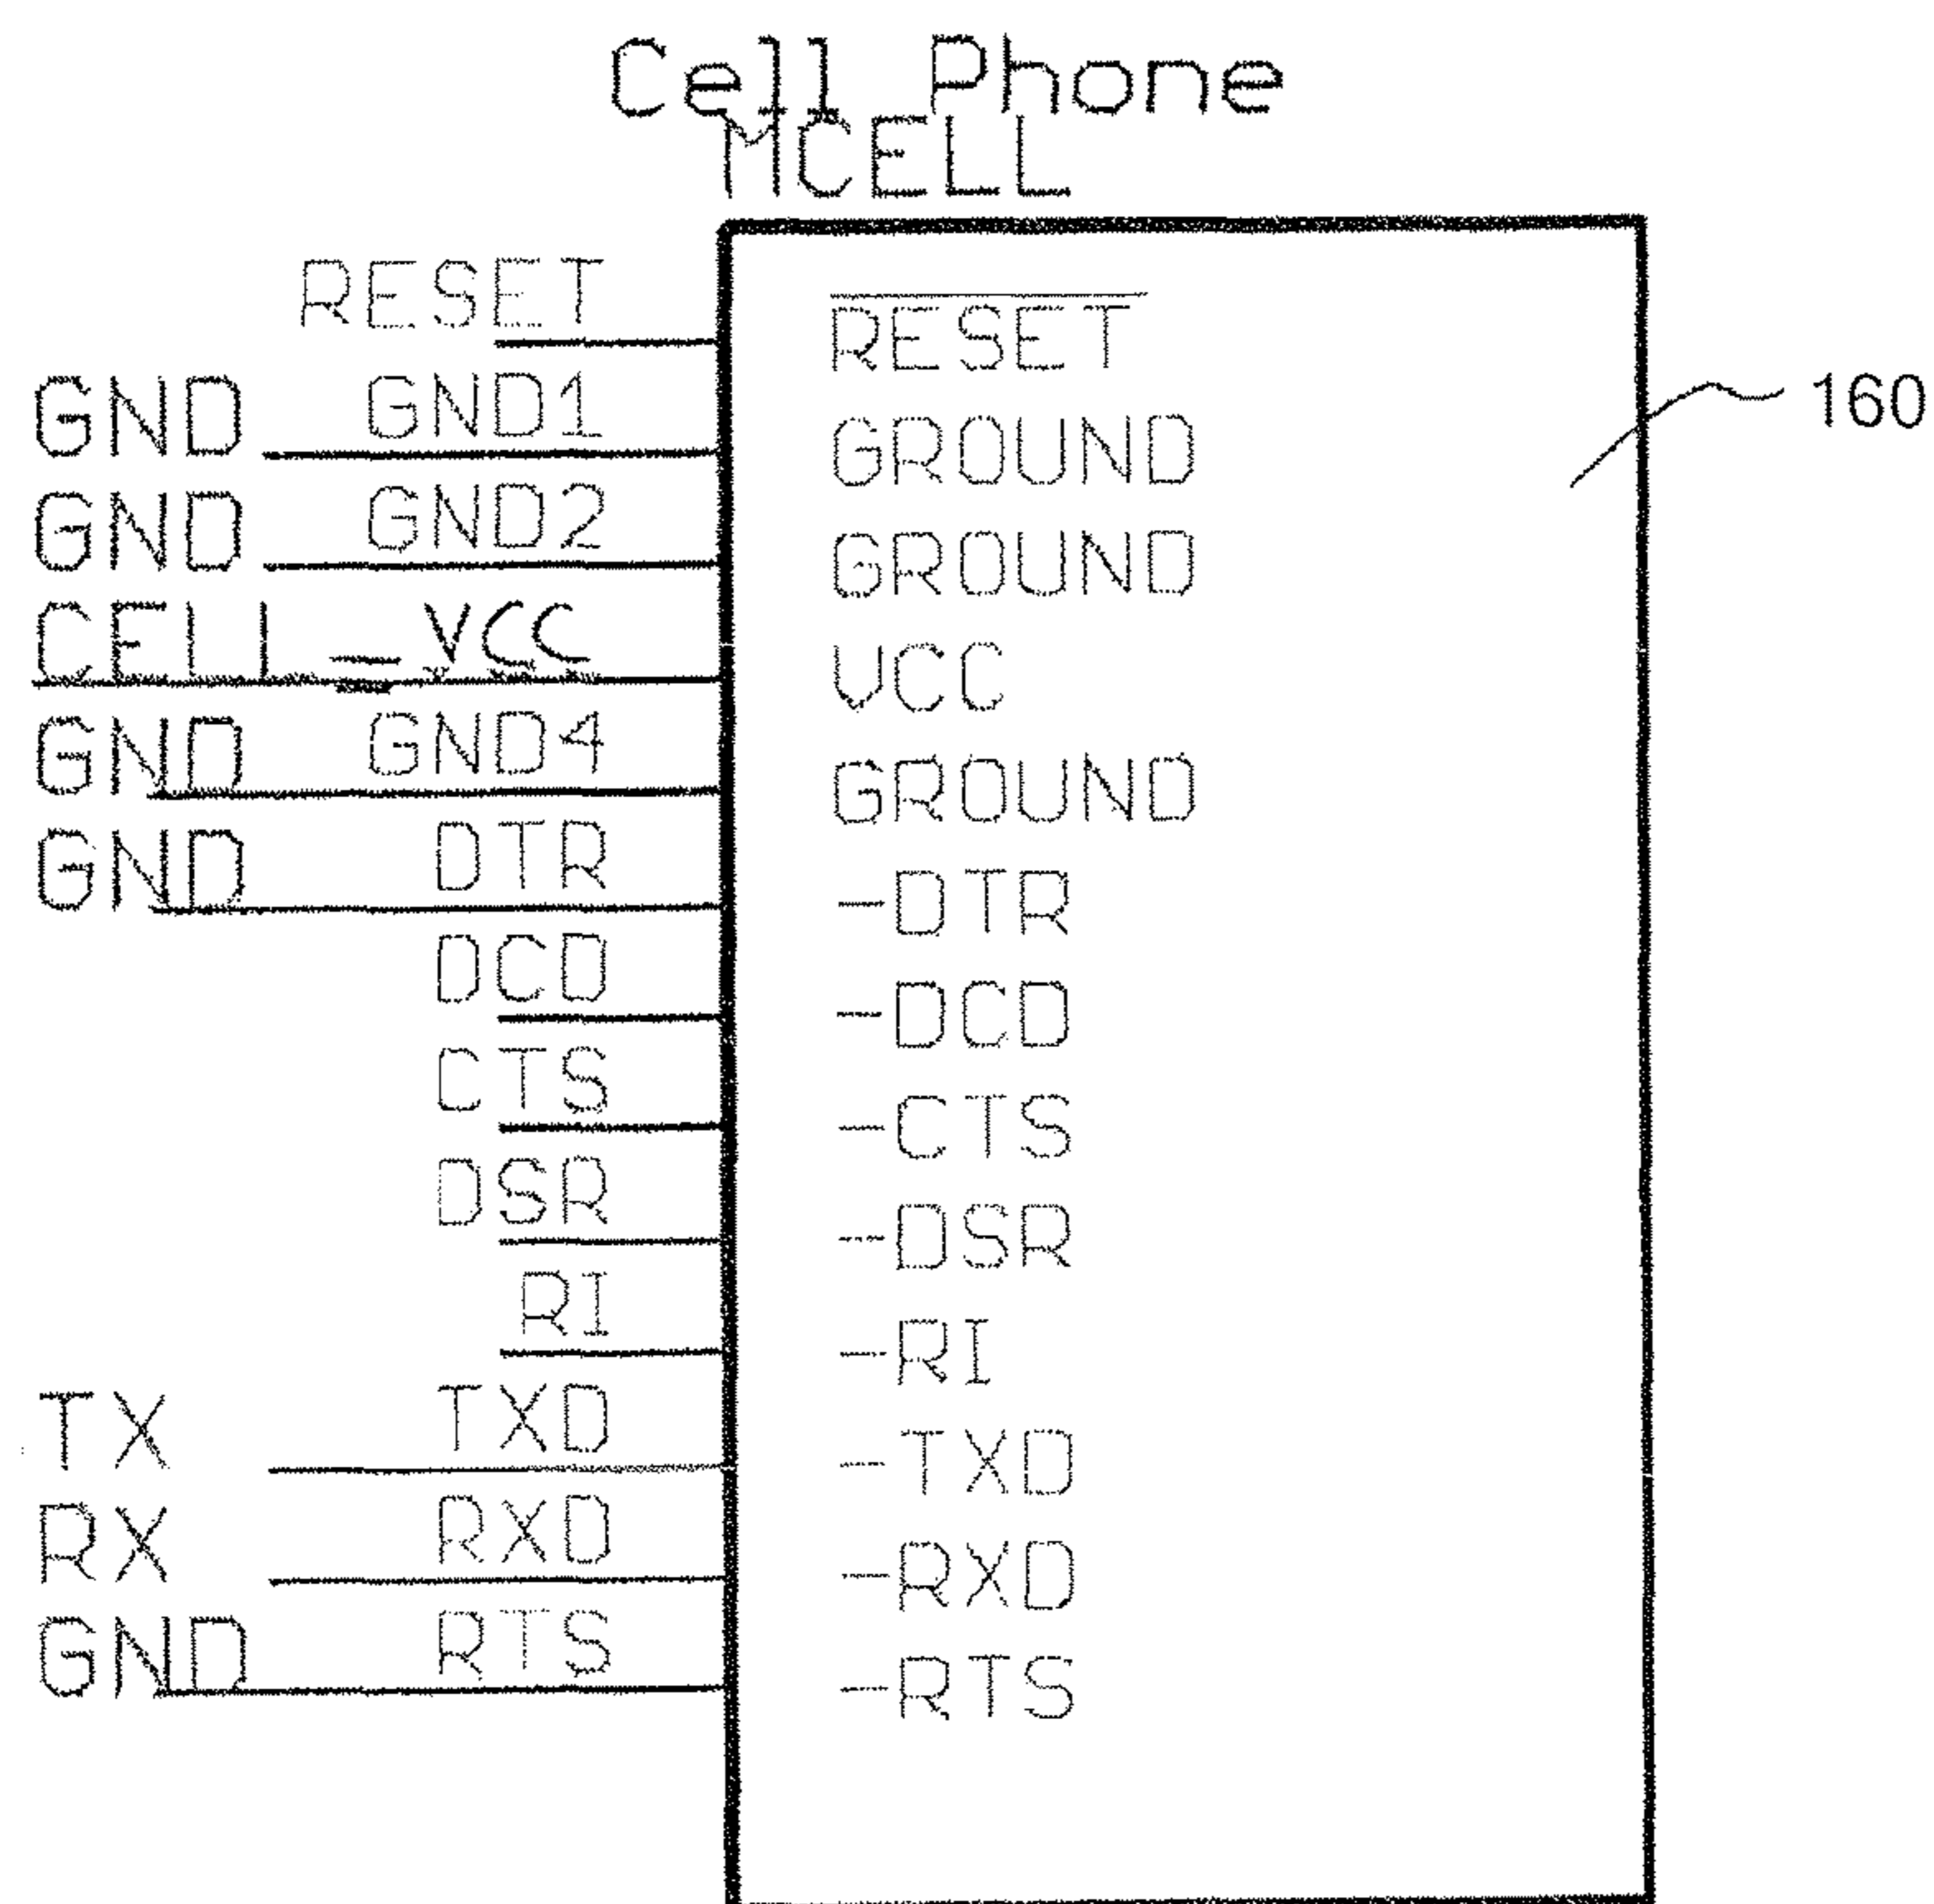 Cell Phone
MCELL
RESET RESET
GND GND1 GROUND 160
GND GND2 GROUND
CELL_VCC VCC
GND GND4 GROUND
GND DTR -DTR
DCD -DCD
CTS -CTS
DSR -DSR
RI -RI
TX TXD -TXD
RX RXD -RXD
GND RTS -RTS